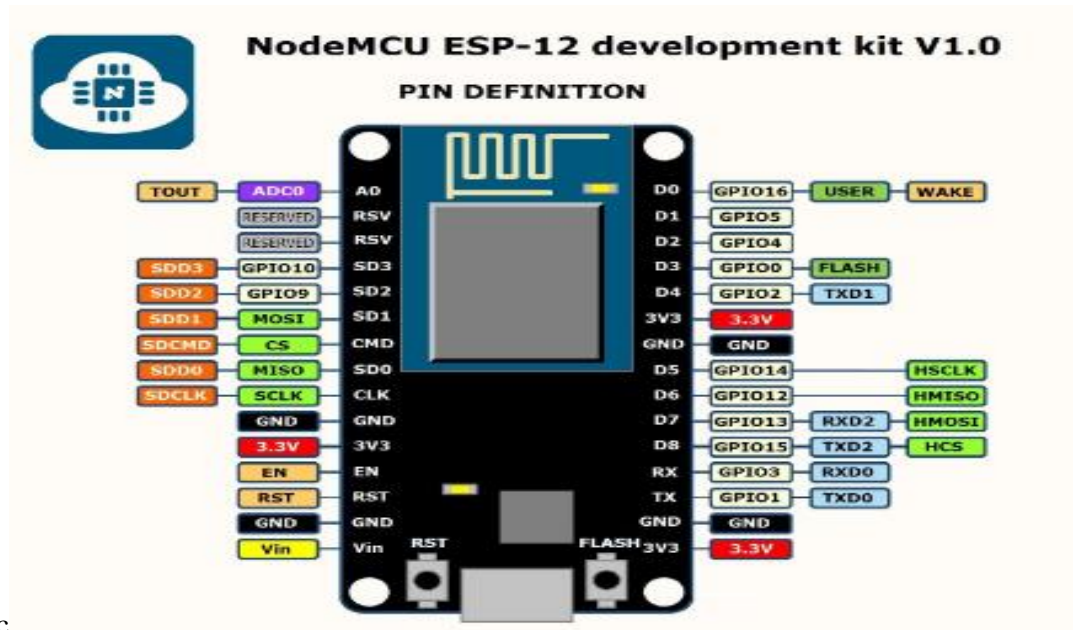 NodeMCU ESP-12 development kit V1.0
PIN DEFINITION
TOUT ADC0 A0 D0 GPIO16 USER WAKE
RESERVED RSV D1 GPIO5
RESERVED RSV D2 GPIO4
SDD3 GPIO10 SD3 D3 GPIO0 FLASH
SDD2 GPIO9 SD2 D4 GPIO2 TXD1
SDD1 MOSI SD1 3V3 3.3V
SDCMD CS CMD GND GND
SDD0 MISO SD0 D5 GPIO14 HSCLK
SDCLK SCLK CLK D6 GPIO12 HMISO
GND GND D7 GPIO13 RXD2 HMOSI
3.3V 3V3 D8 GPIO15 TXD2 HCS
EN EN RX GPIO3 RXD0
RST RST TX GPIO1 TXD0
GND GND GND GND
Vin Vin RST FLASH 3V3 3.3V